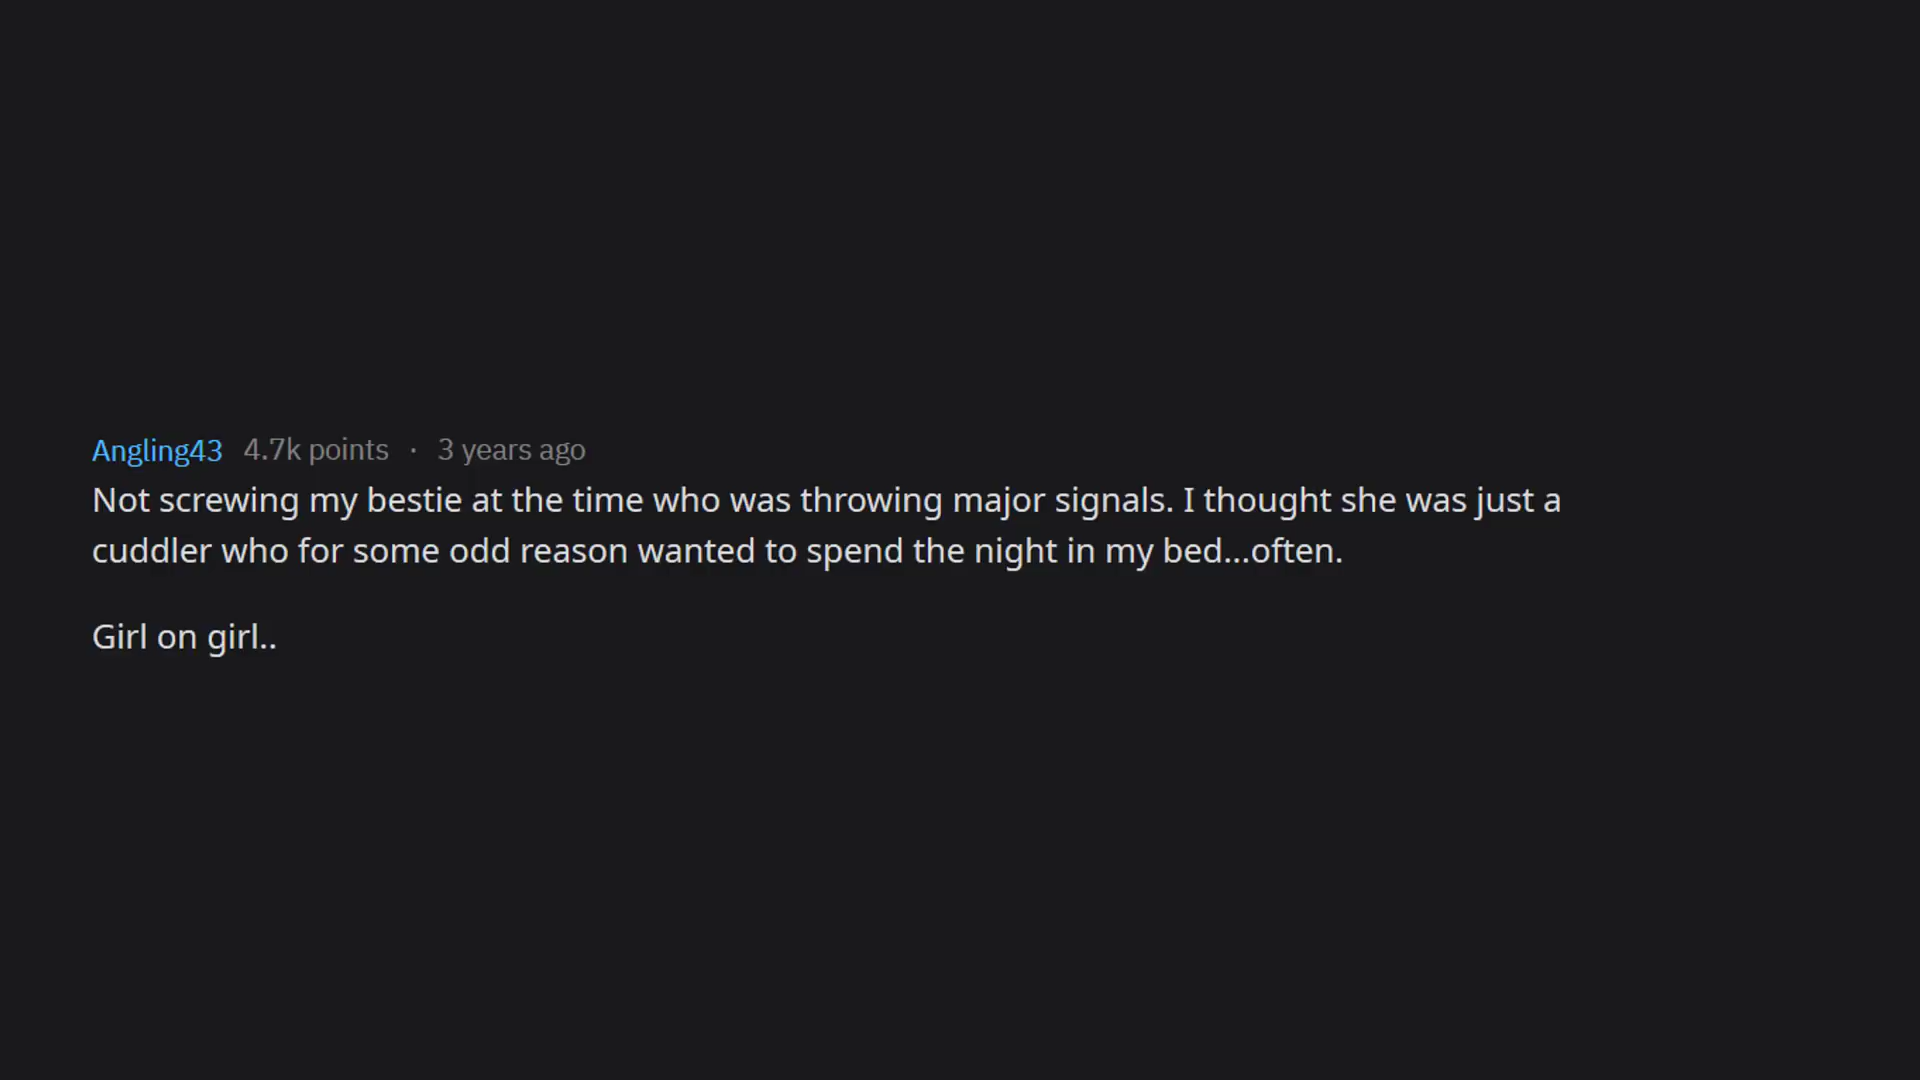 Angling43 4.7k points · 3 years ago
Not screwing my bestie at the time who was throwing major signals. I thought she was just a
cuddler who for some odd reason wanted to spend the night in my bed...often.
Girl on girl..